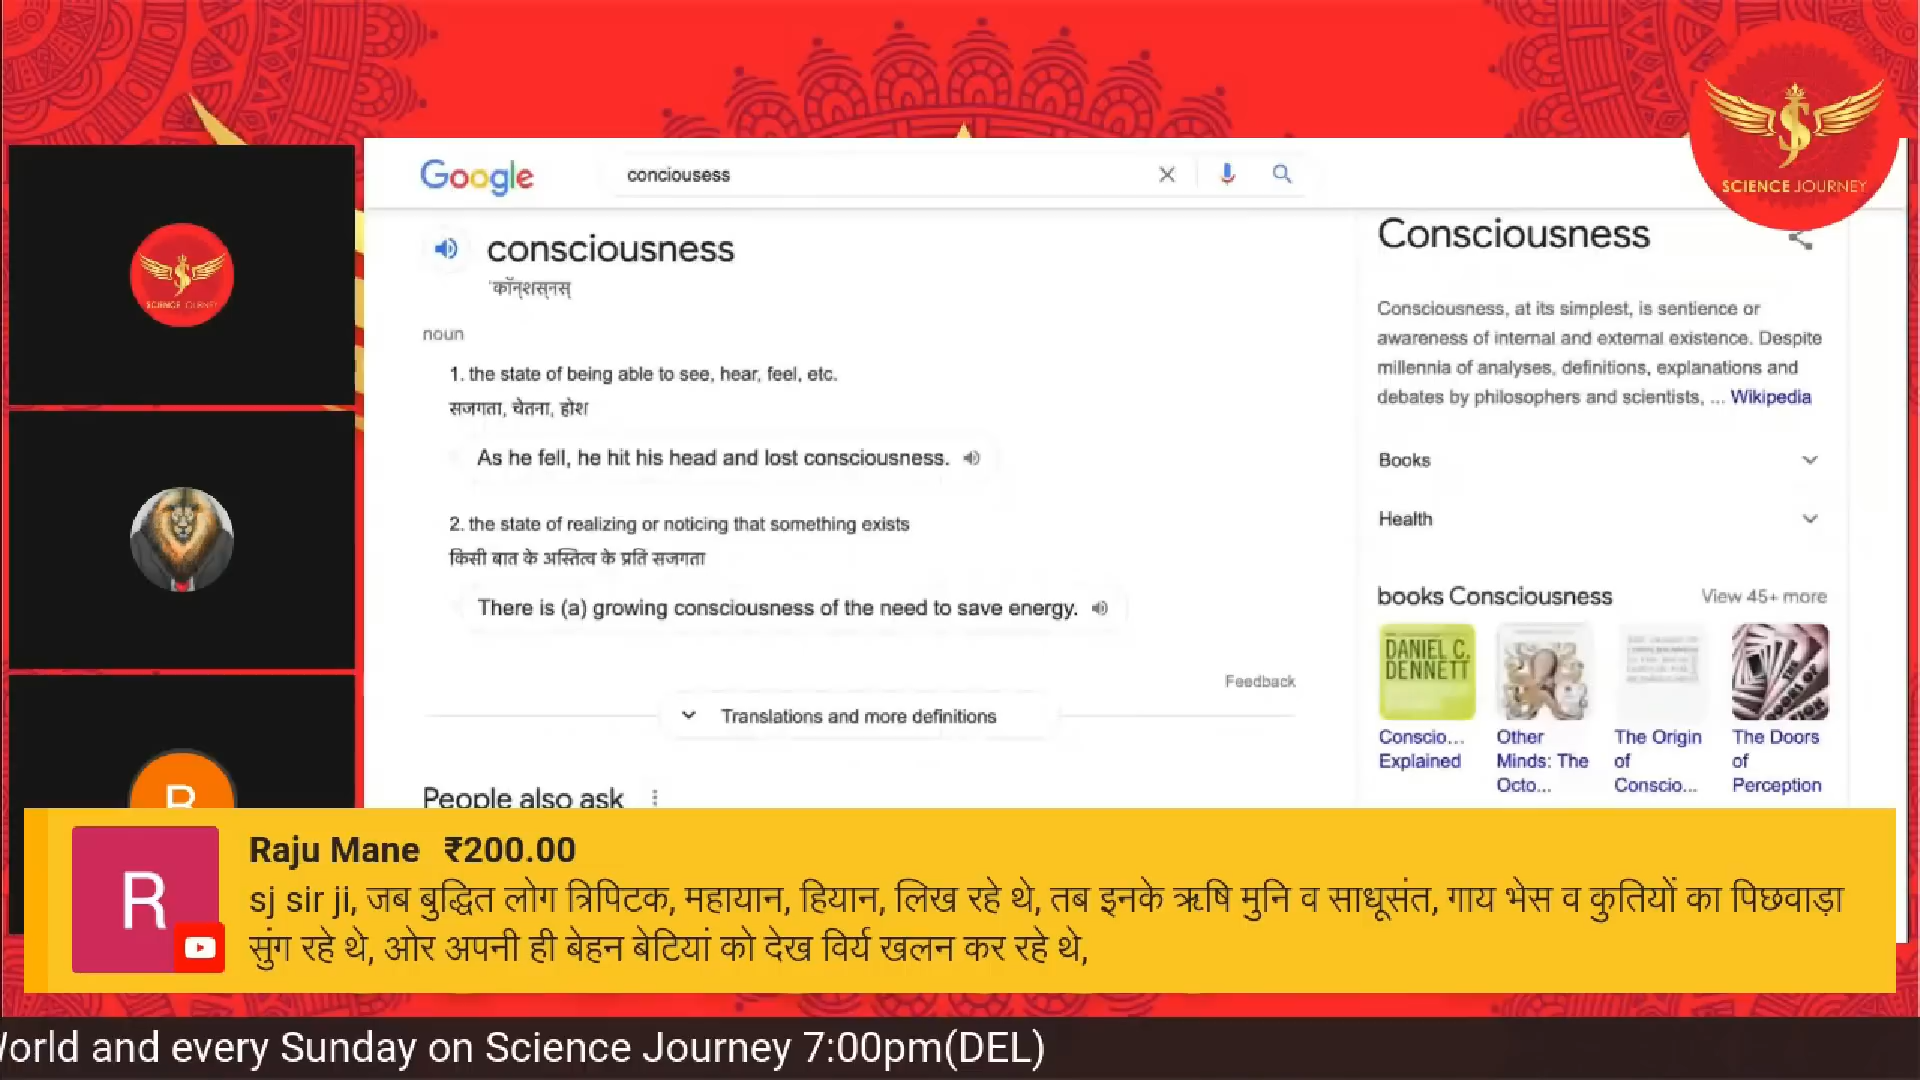 SCIENCE JOURNEY
Google
conciousess
SCIENCE JOURNEY
consciousness
ˈकॉन्शस्नस्
noun
1. the state of being able to see, hear, feel, etc.
सजगता, चेतना, होश
As he fell, he hit his head and lost consciousness.
2. the state of realizing or noticing that something exists
किसी बात के अस्तित्व के प्रति सजगता
There is (a) growing consciousness of the need to save energy.
Feedback
Translations and more definitions
People also ask
Consciousness
Consciousness, at its simplest, is sentience or
awareness of internal and external existence. Despite
millennia of analyses, definitions, explanations and
debates by philosophers and scientists, ... Wikipedia
Books
Health
books Consciousness
View 45+ more
DANIEL C.
DENNETT
Conscio...
Explained
Other
Minds: The
Octo...
The Origin
of
Conscio...
The Doors
of
Perception
R
R
Raju Mane ₹200.00
sj sir ji, जब बुद्धित लोग त्रिपिटक, महायान, हियान, लिख रहे थे, तब इनके ऋषि मुनि व साधूसंत, गाय भेस व कुतियों का पिछवाड़ा
सुंग रहे थे, ओर अपनी ही बेहन बेटियां को देख विर्य खलन कर रहे थे,
World and every Sunday on Science Journey 7:00pm(DEL)